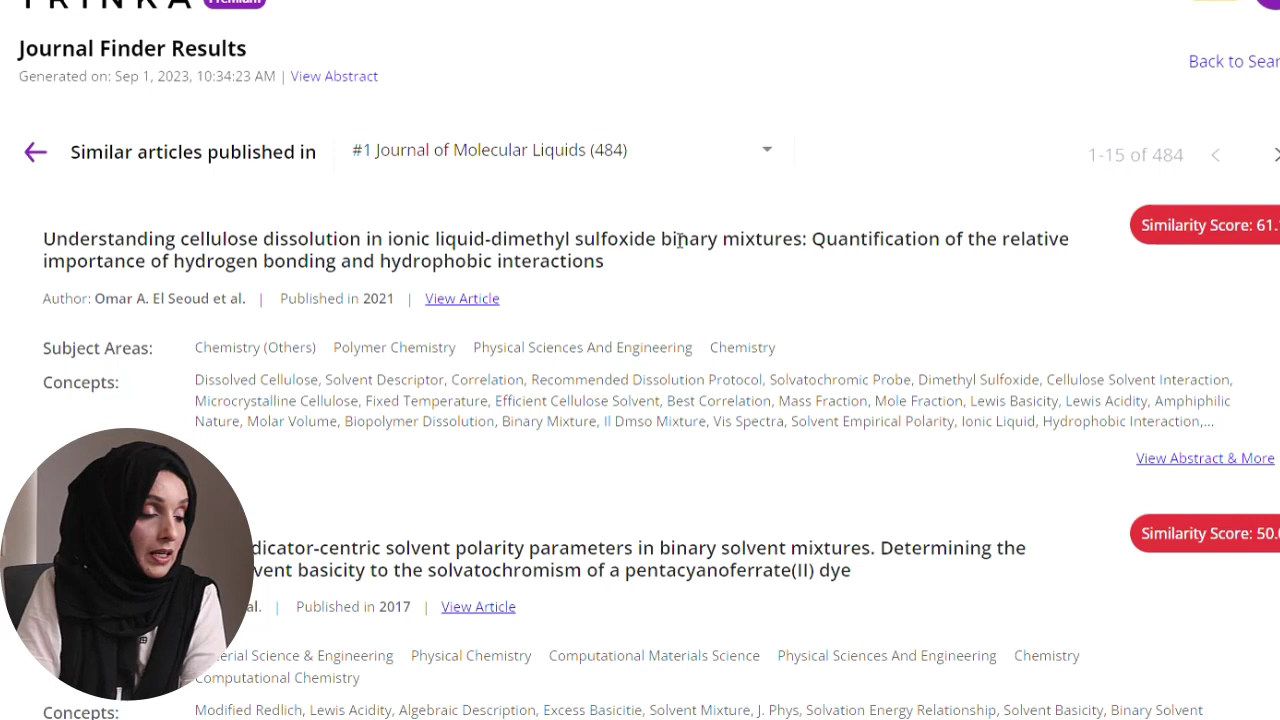 TRINKA Premium
Journal Finder Results
Generated on: Sep 1, 2023, 10:34:23 AM | View Abstract
Back to Sear
Similar articles published in
#1 Journal of Molecular Liquids (484)
1-15 of 484
Similarity Score: 61.
Understanding cellulose dissolution in ionic liquid-dimethyl sulfoxide binary mixtures: Quantification of the relative
importance of hydrogen bonding and hydrophobic interactions
Author: Omar A. El Seoud et al. | Published in 2021 | View Article
Subject Areas: Chemistry (Others) Polymer Chemistry Physical Sciences And Engineering Chemistry
Concepts: Dissolved Cellulose, Solvent Descriptor, Correlation, Recommended Dissolution Protocol, Solvatochromic Probe, Dimethyl Sulfoxide, Cellulose Solvent Interaction,
Microcrystalline Cellulose, Fixed Temperature, Efficient Cellulose Solvent, Best Correlation, Mass Fraction, Mole Fraction, Lewis Basicity, Lewis Acidity, Amphiphilic
Nature, Molar Volume, Biopolymer Dissolution, Binary Mixture, Il Dmso Mixture, Vis Spectra, Solvent Empirical Polarity, Ionic Liquid, Hydrophobic Interaction,...
View Abstract & More
Similarity Score: 50.
dicator-centric solvent polarity parameters in binary solvent mixtures. Determining the
vent basicity to the solvatochromism of a pentacyanoferrate(II) dye
al. | Published in 2017 | View Article
erial Science & Engineering Physical Chemistry Computational Materials Science Physical Sciences And Engineering Chemistry
Computational Chemistry
Concepts: Modified Redlich, Lewis Acidity, Algebraic Description, Excess Basicitie, Solvent Mixture, J. Phys, Solvation Energy Relationship, Solvent Basicity, Binary Solvent